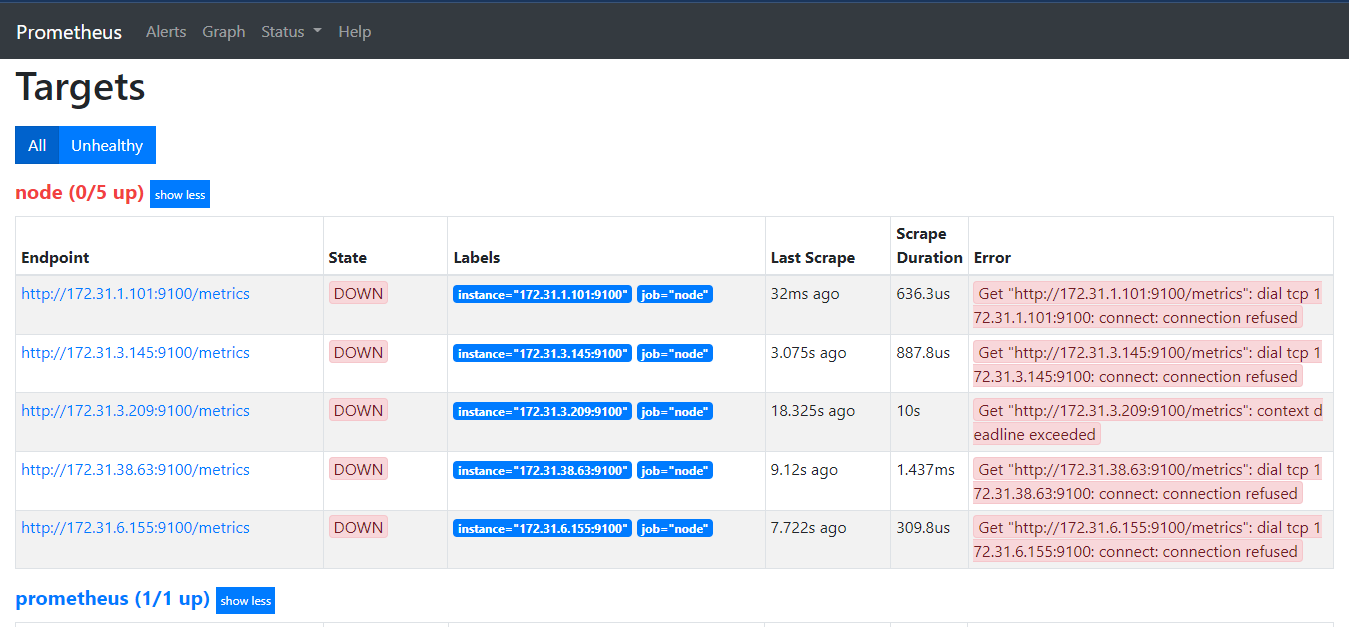 Prometheus Alerts Graph Status Help
Targets
All Unhealthy
node (0/5 up) show less
Scrape
Endpoint State Labels Last Scrape Duration Error
http://172.31.1.101:9100/metrics DOWN instance="172.31.1.101:9100" job="node" 32ms ago 636.3us Get "http://172.31.1.101:9100/metrics": dial tcp 1
72.31.1.101:9100: connect: connection refused
http://172.31.3.145:9100/metrics DOWN instance="172.31.3.145:9100" job="node" 3.075s ago 887.8us Get "http://172.31.3.145:9100/metrics": dial tcp 1
72.31.3.145:9100: connect: connection refused
http://172.31.3.209:9100/metrics DOWN instance="172.31.3.209:9100" job="node" 18.325s ago 10s Get "http://172.31.3.209:9100/metrics": context d
eadline exceeded
http://172.31.38.63:9100/metrics DOWN instance="172.31.38.63:9100" job="node" 9.12s ago 1.437ms Get "http://172.31.38.63:9100/metrics": dial tcp 1
72.31.38.63:9100: connect: connection refused
http://172.31.6.155:9100/metrics DOWN instance="172.31.6.155:9100" job="node" 7.722s ago 309.8us Get "http://172.31.6.155:9100/metrics": dial tcp 1
72.31.6.155:9100: connect: connection refused
prometheus (1/1 up) show less